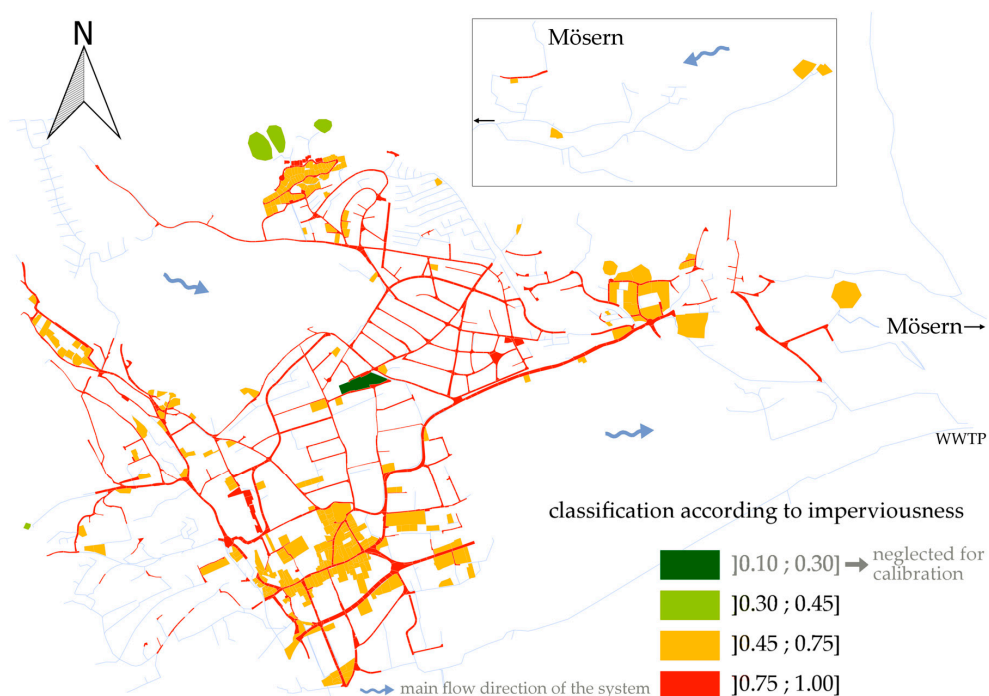 N
Mösern
Mösern
WWTP
classification according to imperviousness
]0.10 ; 0.30]
neglected for
calibration
]0.30 ; 0.45]
]0.45 ; 0.75]
]0.75 ; 1.00]
main flow direction of the system